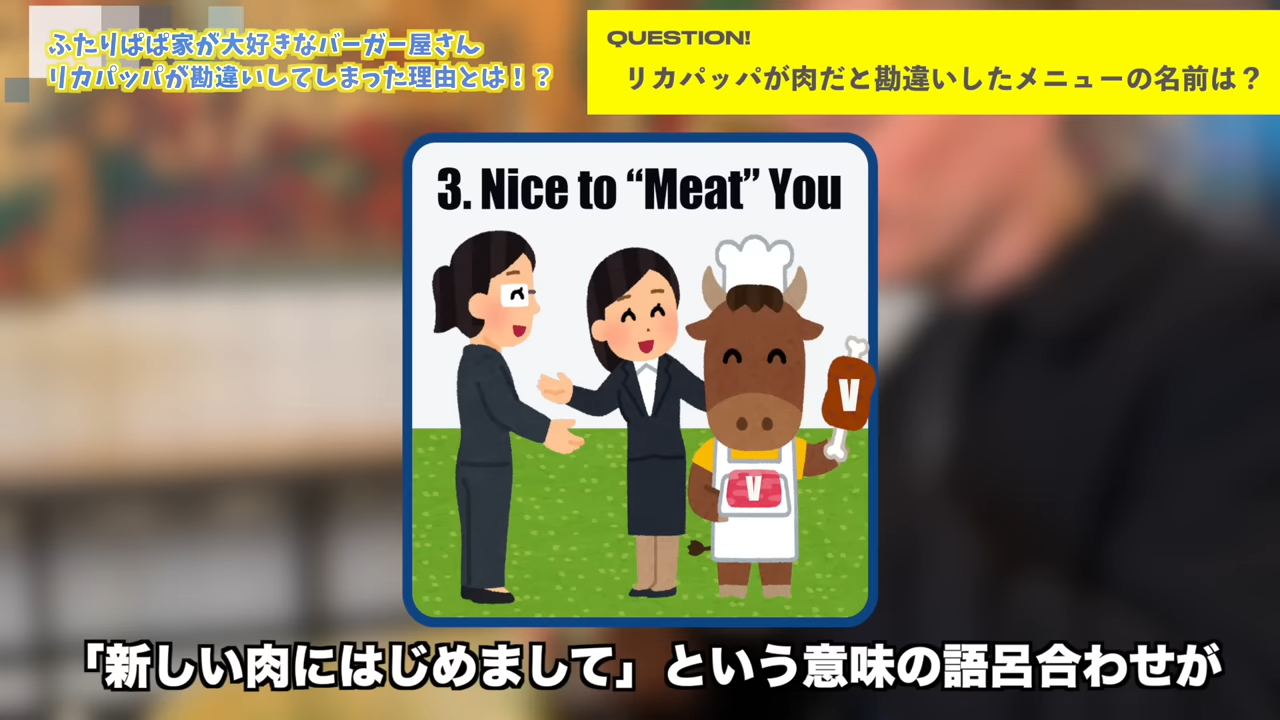 ふたりぱぱ家が大好きなバーガー屋さん
リカパッパが勘違いしてしまった理由とは！？
QUESTION!
リカパッパが肉だと勘違いしたメニューの名前は？
3. Nice to “Meat” You
V
V
「新しい肉にはじめまして」という意味の語呂合わせが